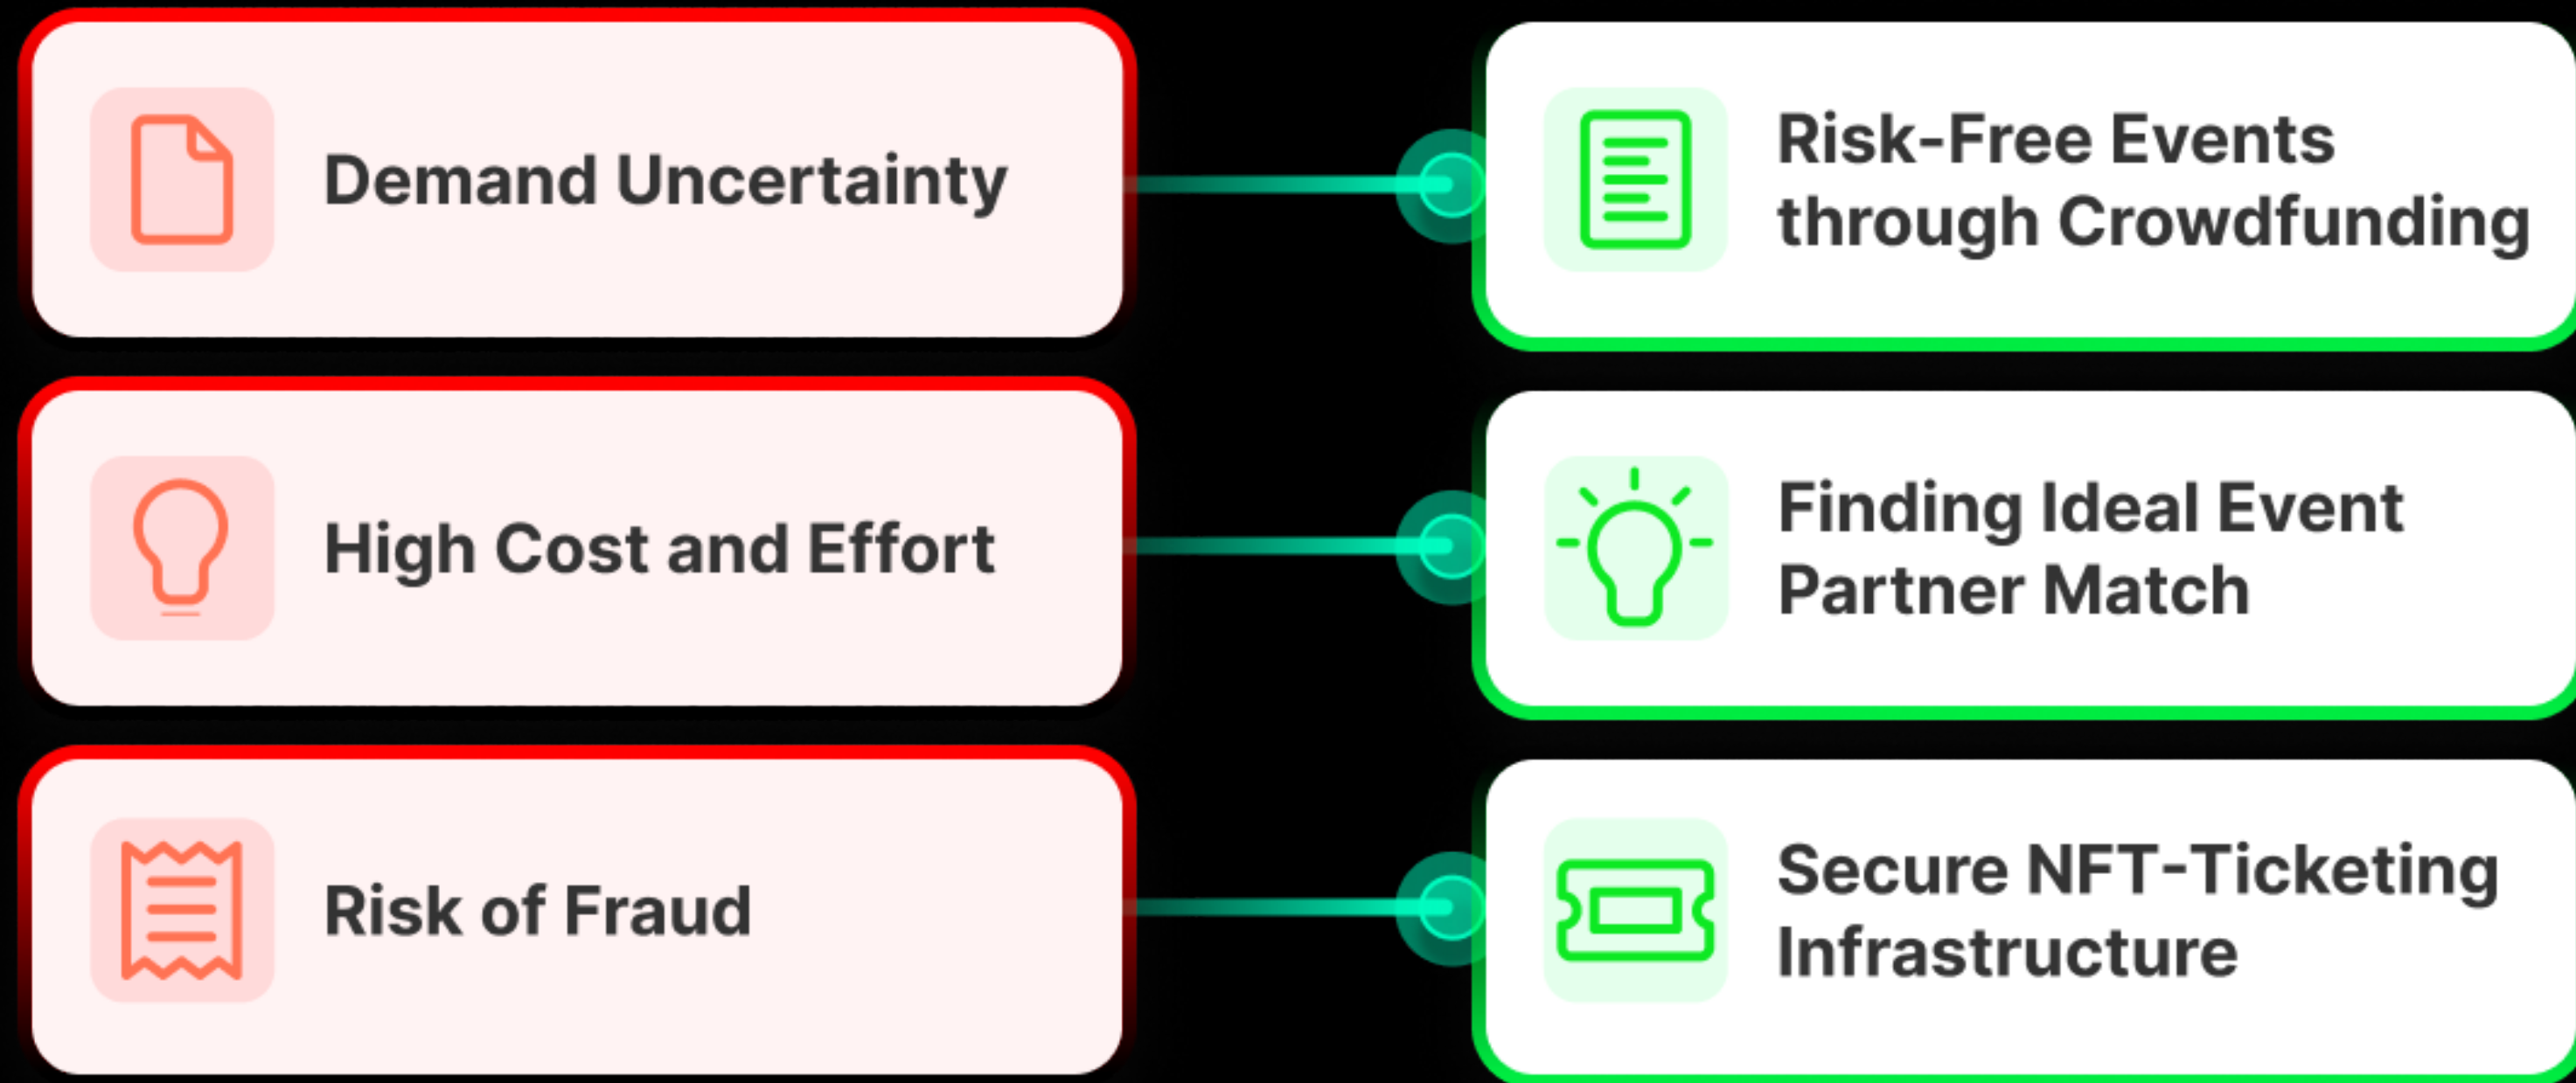 Demand Uncertainty
Risk-Free Events
through Crowdfunding
High Cost and Effort
Finding Ideal Event
Partner Match
Risk of Fraud
Secure NFT-Ticketing
Infrastructure